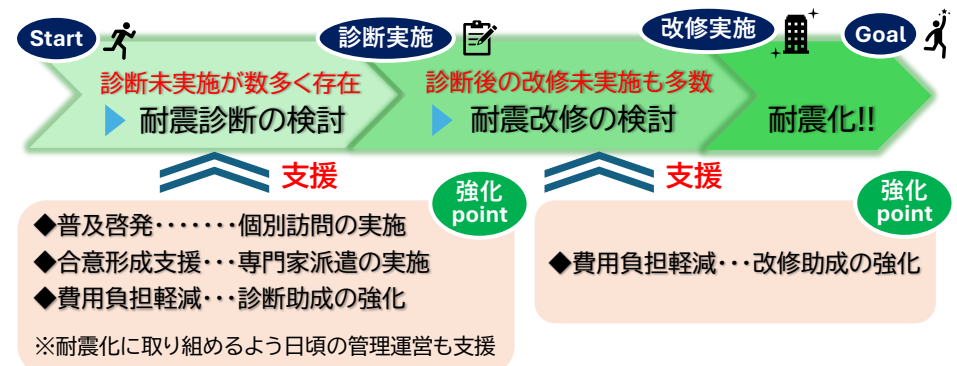 Start
診断実施
改修実施
Goal
診断未実施が数多く存在
耐震診断の検討
診断後の改修未実施も多数
耐震改修の検討
耐震化!!
支援
支援
強化
point
◆普及啓発・・・・・・・個別訪問の実施
◆合意形成支援・・・専門家派遣の実施
◆費用負担軽減・・・診断助成の強化
※耐震化に取り組めるよう日頃の管理運営も支援
強化
point
◆費用負担軽減・・・改修助成の強化